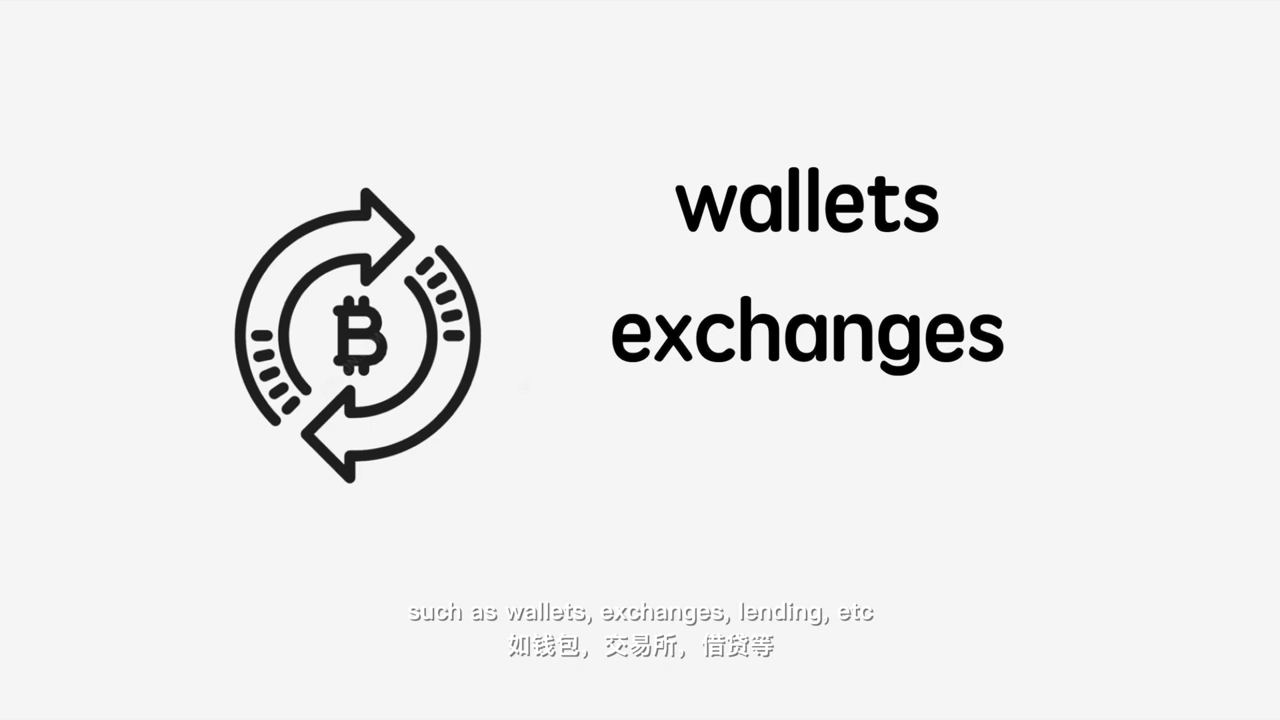 wallets
exchanges
such as wallets, exchanges, lending, etc
如钱包，交易所，借贷等